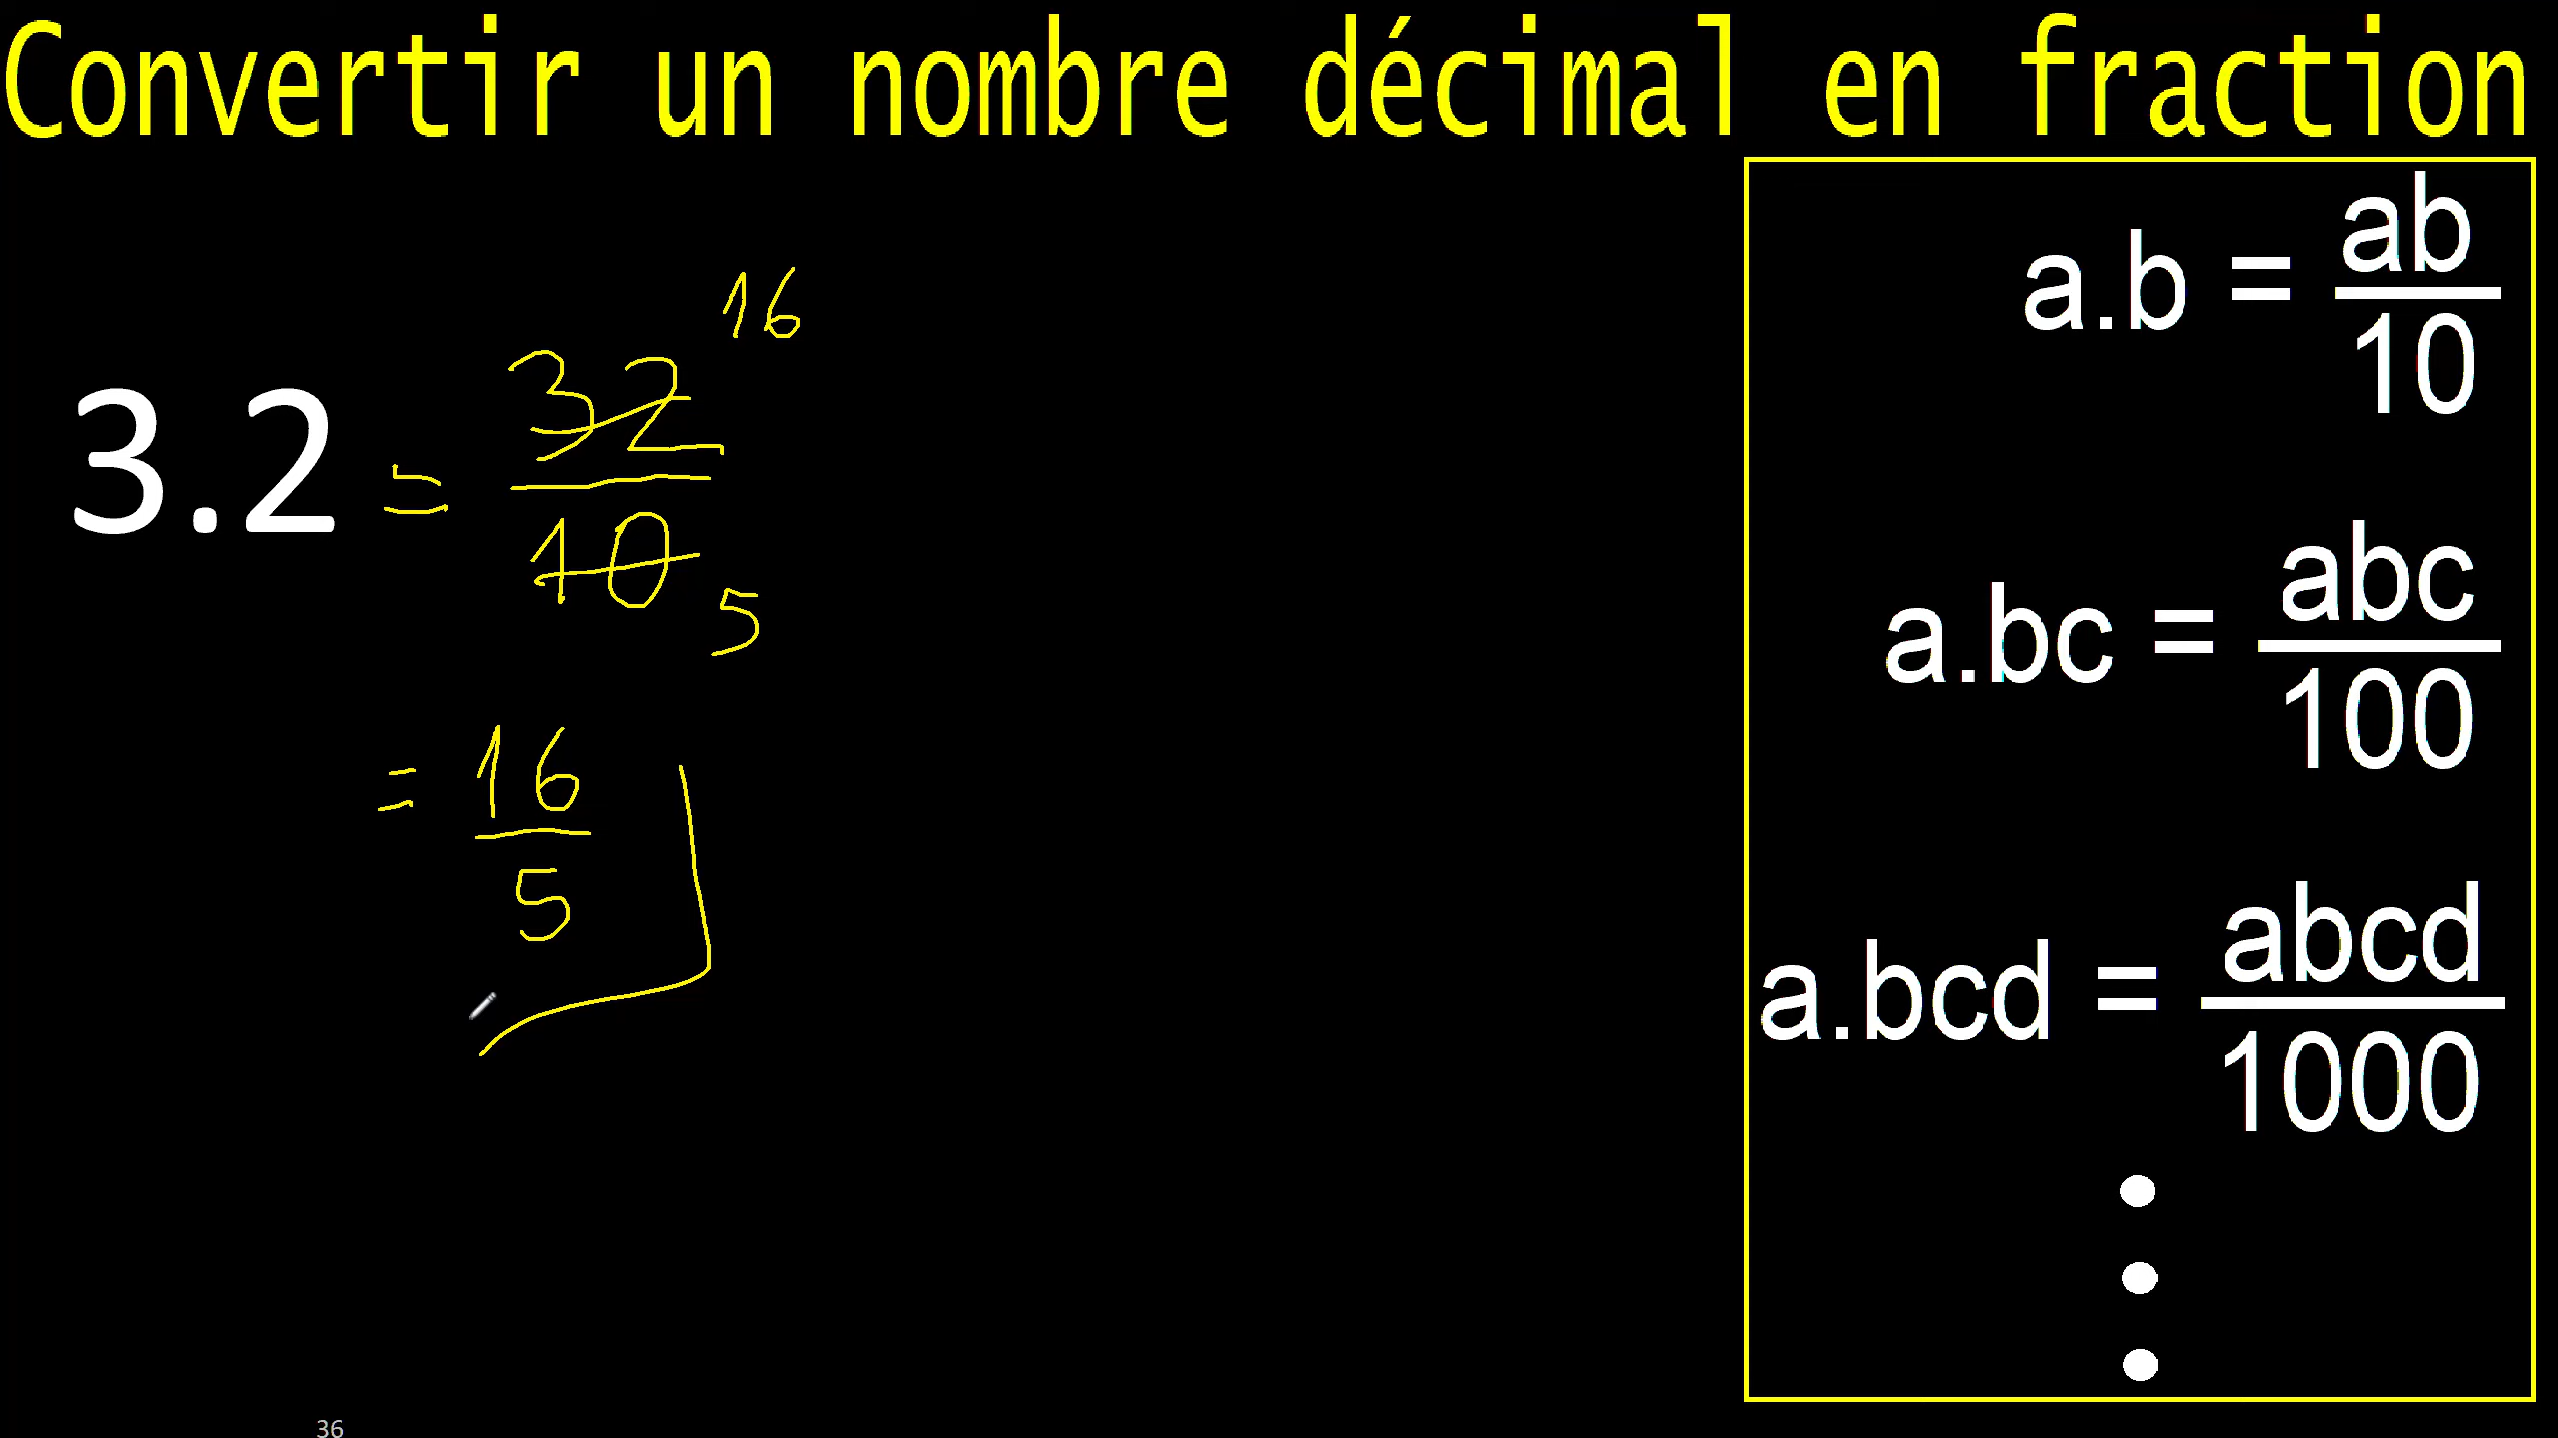 Convertir un nombre décimal en fraction
3.2 = 32/10 16 5
= 16/5
a.b = ab/10
a.bc = abc/100
a.bcd = abcd/1000
36